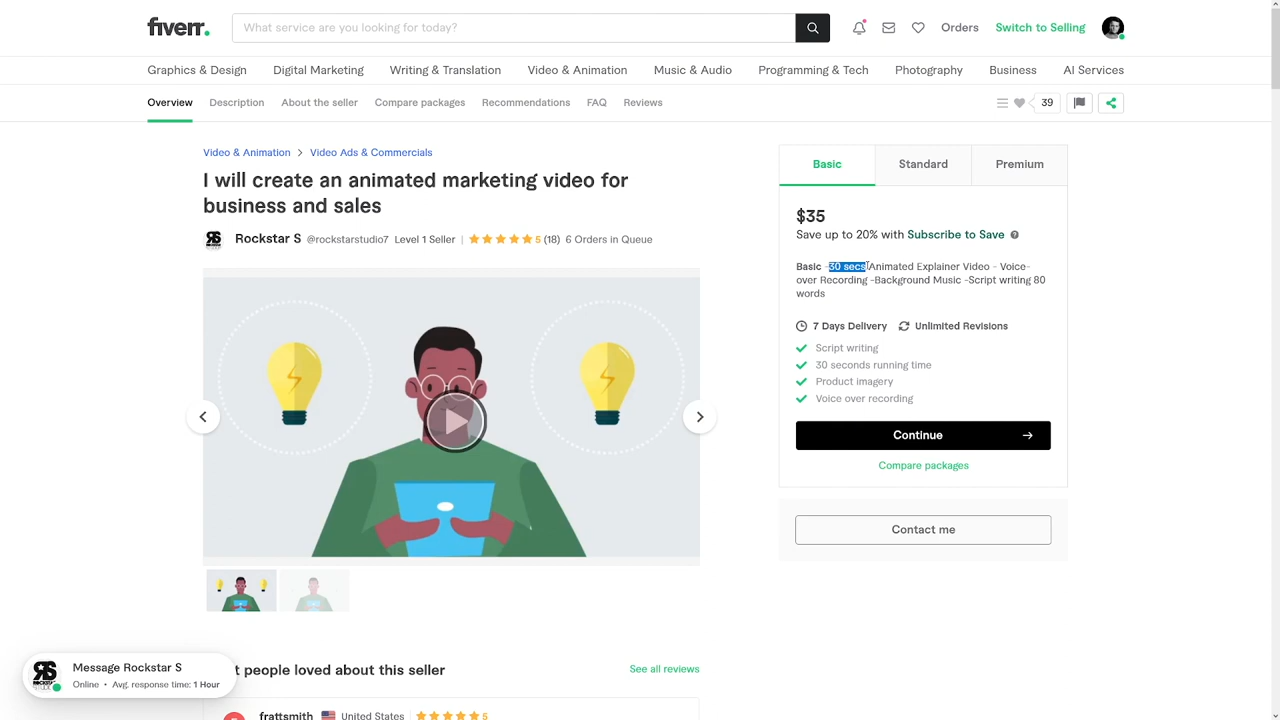 fiverr.
What service are you looking for today?
Orders
Switch to Selling
Graphics & Design
Digital Marketing
Writing & Translation
Video & Animation
Music & Audio
Programming & Tech
Photography
Business
AI Services
Overview
Description
About the seller
Compare packages
Recommendations
FAQ
Reviews
39
Video & Animation
Video Ads & Commercials
I will create an animated marketing video for
business and sales
RS
Rockstar S @rockstarstudio7 Level 1 Seller | 5 (18) 6 Orders in Queue
Basic
Standard
Premium
$35
Save up to 20% with Subscribe to Save
Basic -30 secs Animated Explainer Video - Voice-
over Recording -Background Music -Script writing 80
words
7 Days Delivery
Unlimited Revisions
Script writing
30 seconds running time
Product imagery
Voice over recording
Continue
Compare packages
Contact me
RS
Message Rockstar S
Online • Avg. response time: 1 Hour
t people loved about this seller
See all reviews
frattsmith
United States
5